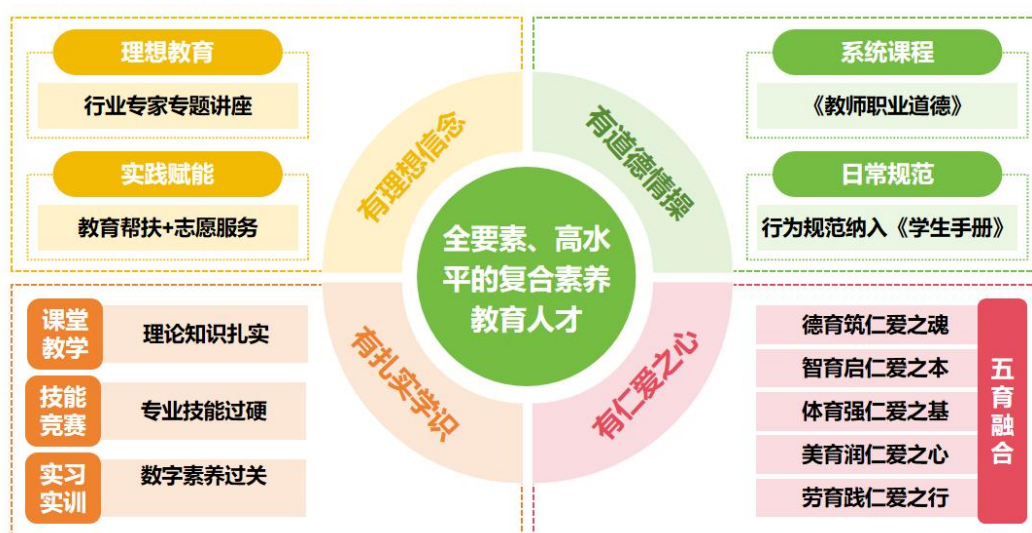 理想教育
行业专家专题讲座
实践赋能
教育帮扶+志愿服务
有理想信念
有道德情操
系统课程
《教师职业道德》
日常规范
行为规范纳入《学生手册》
全要素、高水
平的复合素养
教育人才
课堂
教学
理论知识扎实
技能
竞赛
专业技能过硬
实习
实训
数字素养过关
有扎实学识
有仁爱之心
德育筑仁爱之魂
智育启仁爱之本
体育强仁爱之基
美育润仁爱之心
劳育践仁爱之行
五育融合